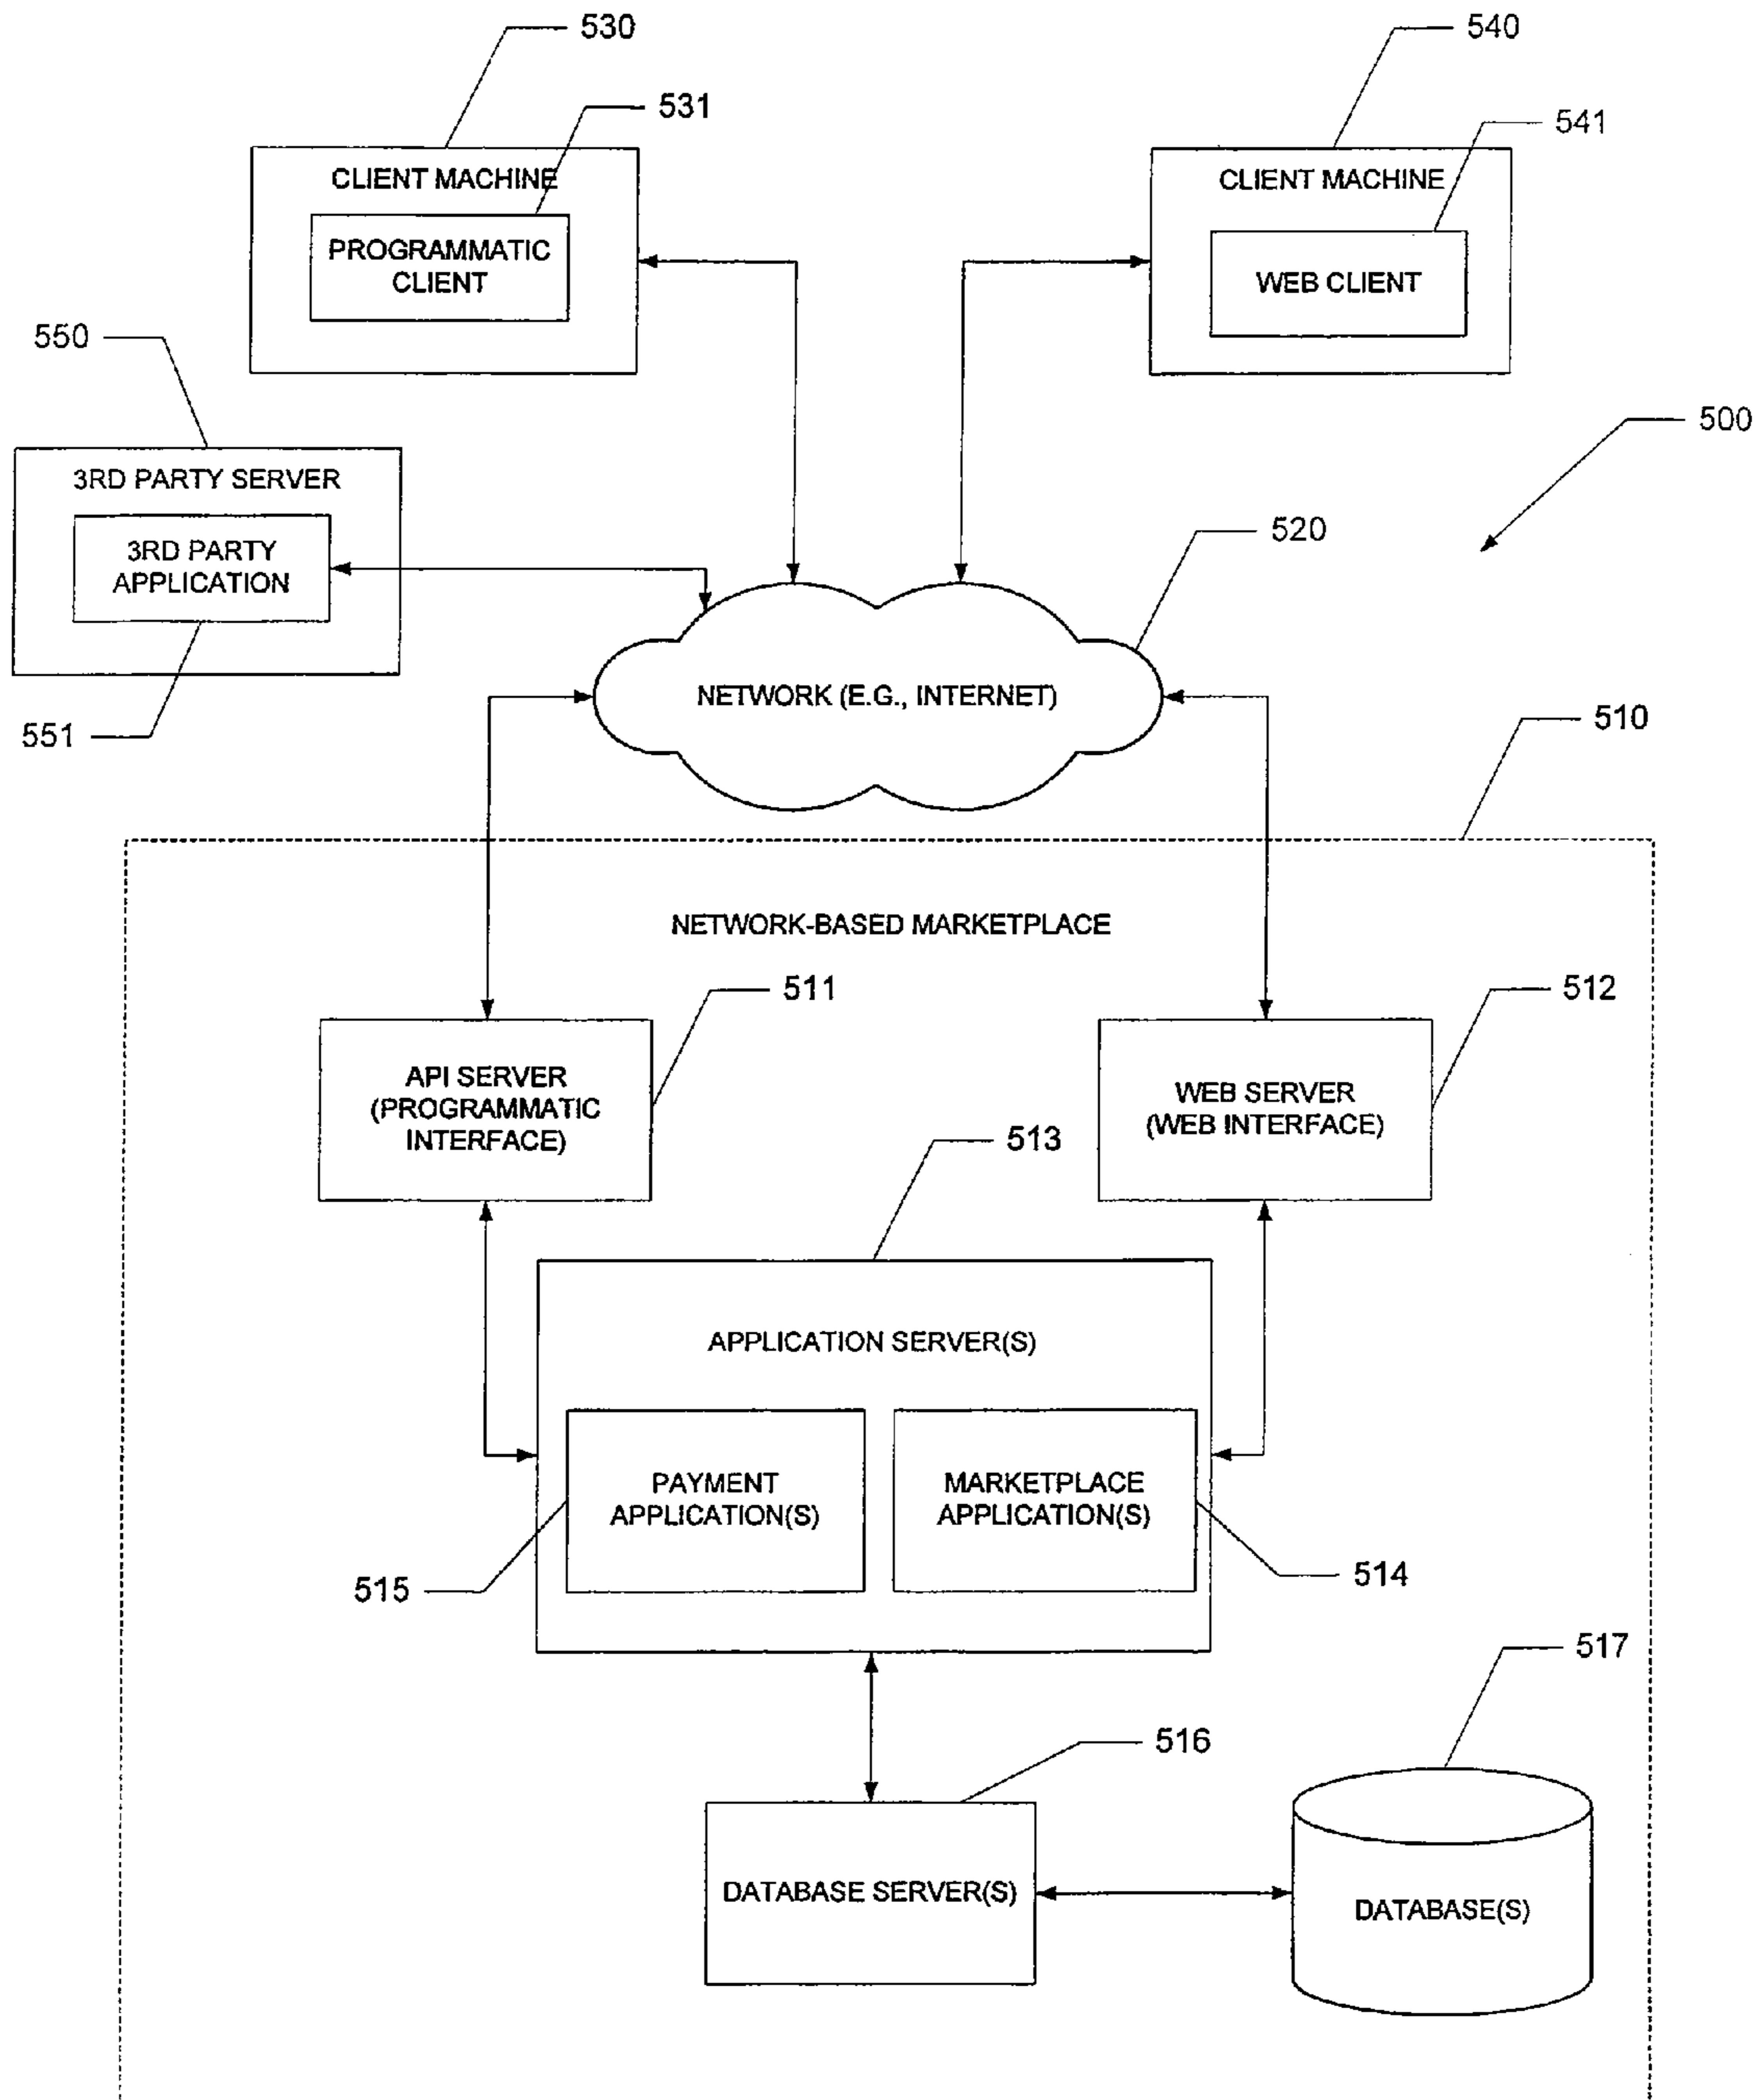 530
540
531
541
CLIENT MACHINE
CLIENT MACHINE
PROGRAMMATIC
CLIENT
WEB CLIENT
550
500
3RD PARTY SERVER
520
3RD PARTY
APPLICATION
NETWORK (E.G., INTERNET)
551
510
NETWORK-BASED MARKETPLACE
511
512
API SERVER
(PROGRAMMATIC
INTERFACE)
WEB SERVER
(WEB INTERFACE)
513
APPLICATION SERVER(S)
PAYMENT
APPLICATION(S)
MARKETPLACE
APPLICATION(S)
515
514
517
516
DATABASE SERVER(S)
DATABASE(S)